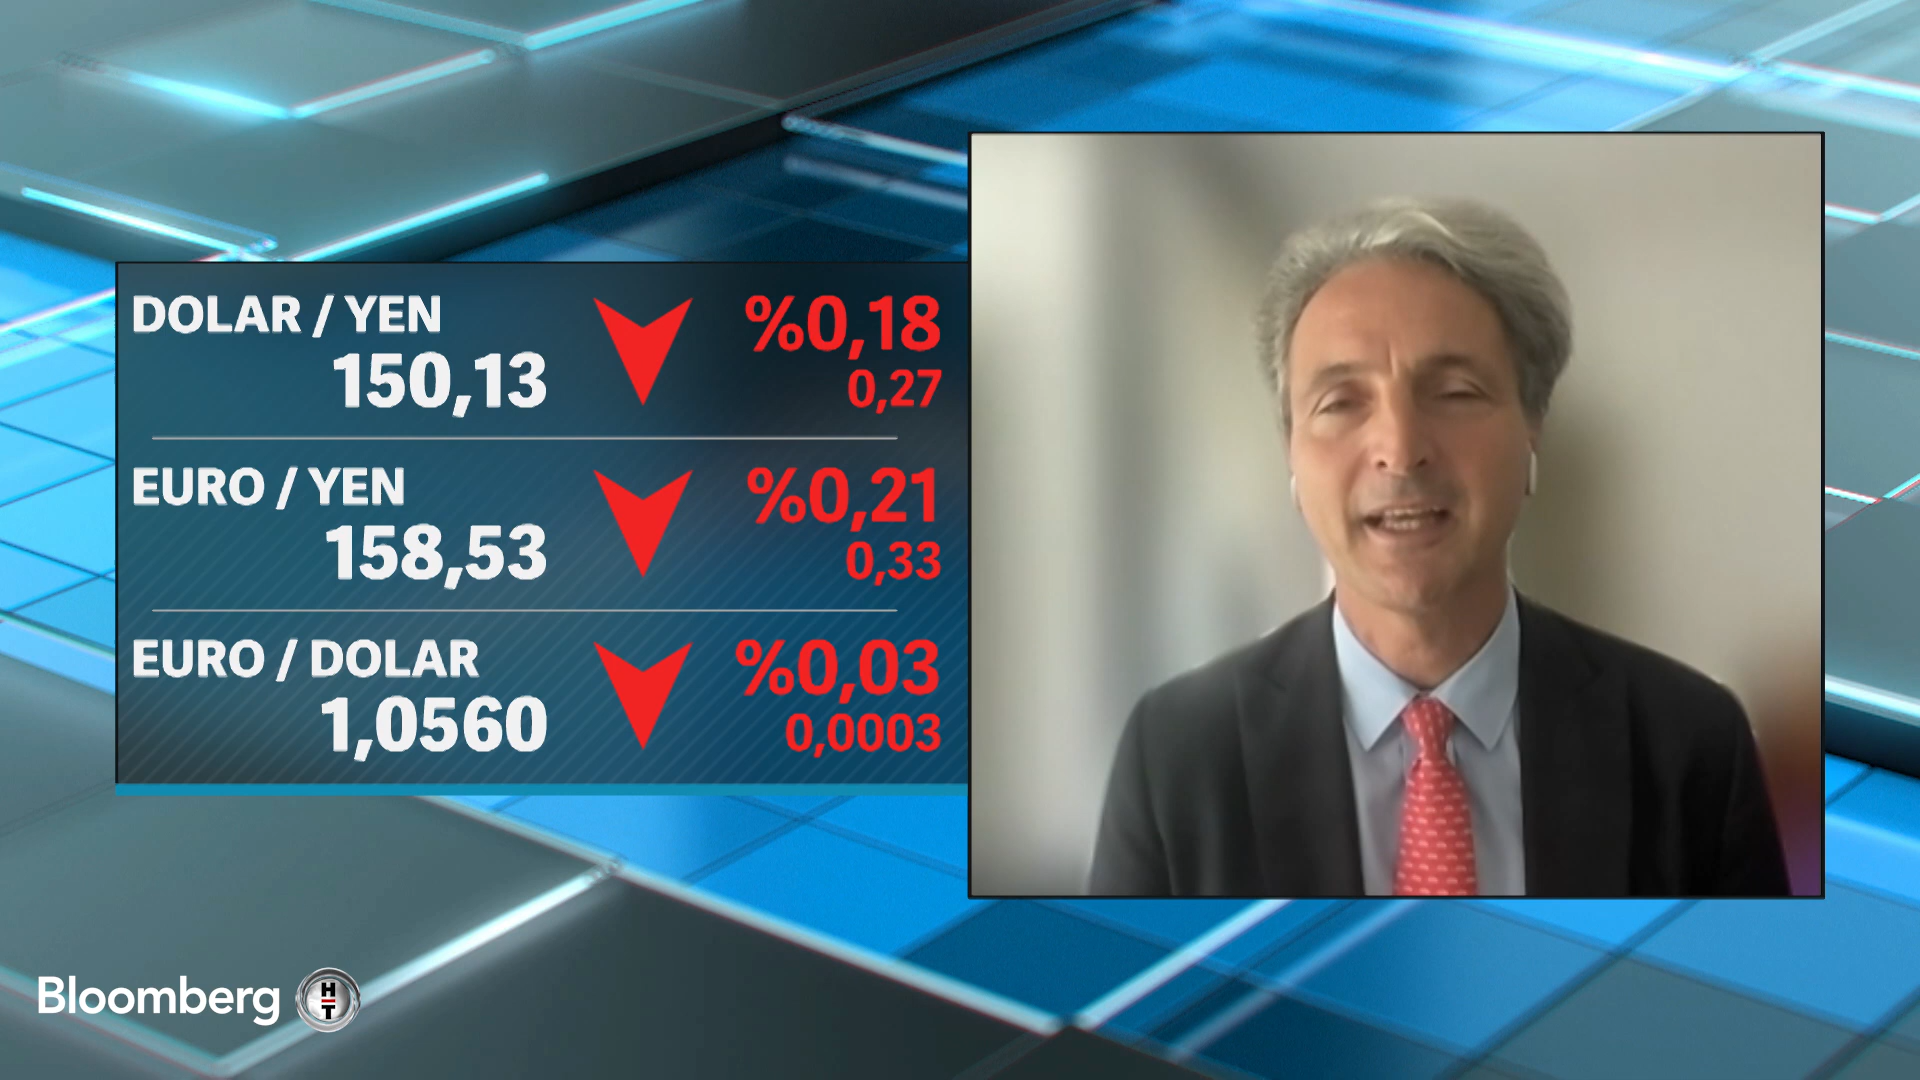 DOLAR / YEN
150,13
%0,18
0,27
EURO / YEN
158,53
%0,21
0,33
EURO / DOLAR
1,0560
%0,03
0,0003
Bloomberg HT